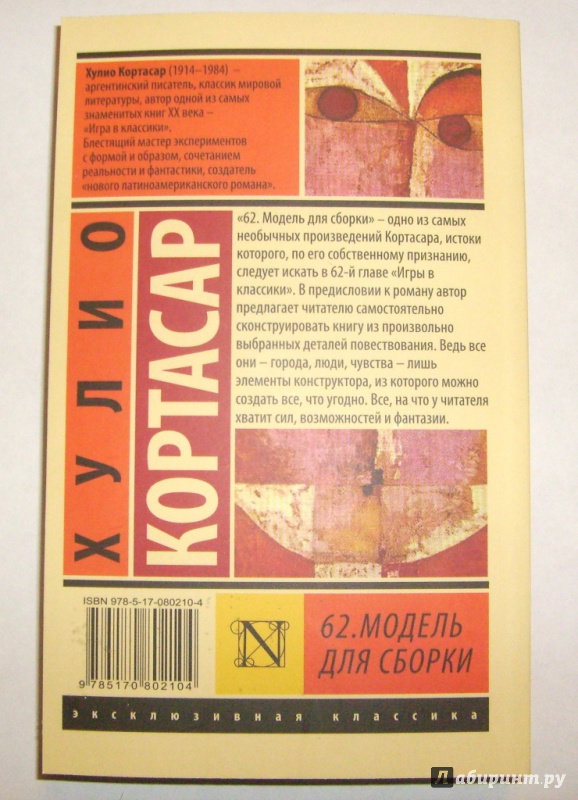 Хулио Кортасар (1914–1984) –
аргентинский писатель, классик мировой
литературы, автор одной из самых
знаменитых книг XX века –
«Игра в классики».
Блестящий мастер экспериментов
с формой и образом, сочетанием
реальности и фантастики, создатель
«нового латиноамериканского романа».
ХУЛИО
КОРТАСАР
«62. Модель для сборки» – одно из самых
необычных произведений Кортасара, истоки
которого, по его собственному признанию,
следует искать в 62-й главе «Игры в
классики». В предисловии к роману автор
предлагает читателю самостоятельно
сконструировать книгу из произвольно
выбранных деталей повествования. Ведь все
они – города, люди, чувства – лишь
элементы конструктора, из которого можно
создать все, что угодно. Все, на что у читателя
хватит сил, возможностей и фантазии.
ISBN 978-5-17-080210-4
9 785170 802104
N
62.МОДЕЛЬ
ДЛЯ СБОРКИ
эксклюзивная классика
Лабиринт.ру